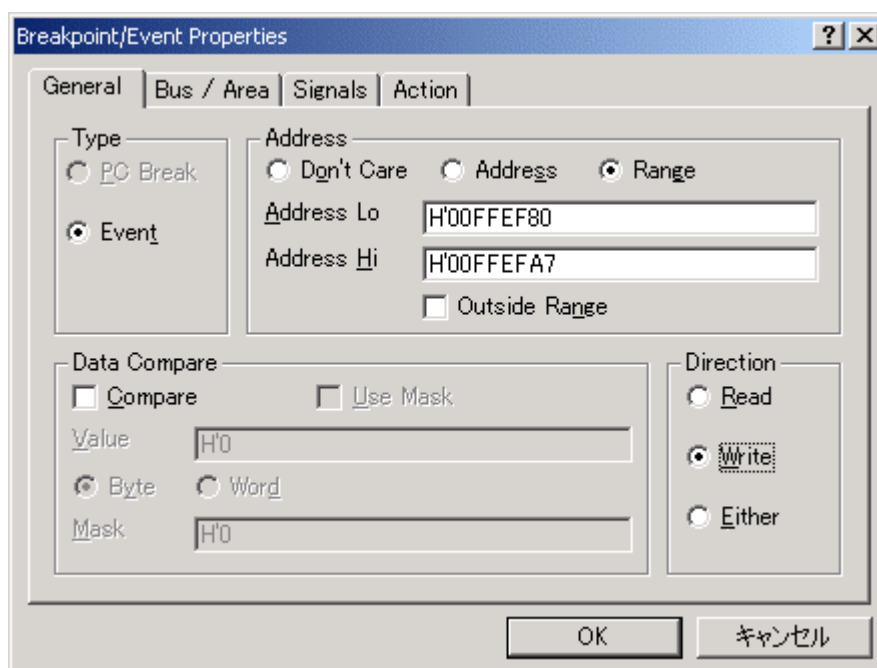 Breakpoint/Event Properties
General Bus / Area Signals Action
Type
PC Break
Event
Address
Don't Care Address Range
Address Lo H'00FFEF80
Address Hi H'00FFEFA7
Outside Range
Data Compare
Compare Use Mask
Value H'0
Byte Word
Mask H'0
Direction
Read
Write
Either
OK キャンセル